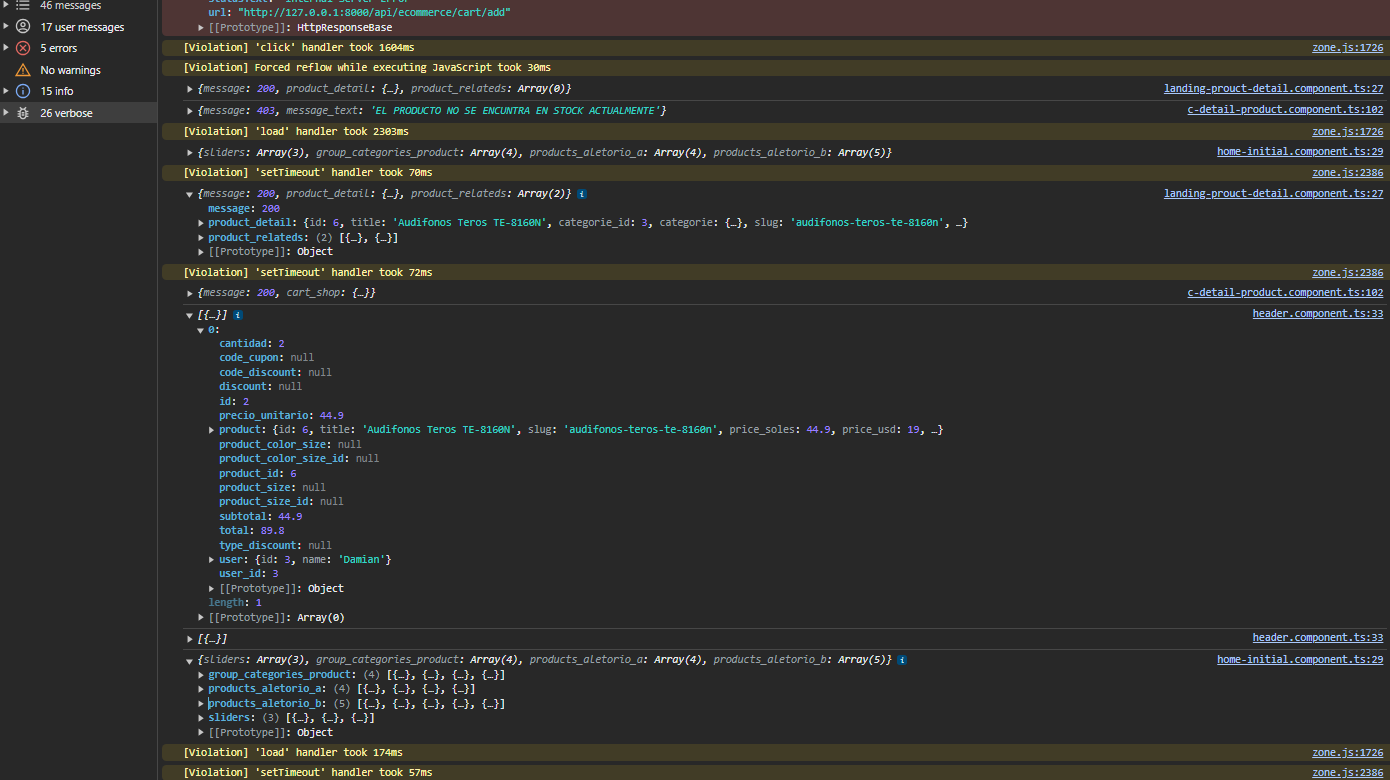 46 messages
17 user messages
5 errors
No warnings
15 info
26 verbose
url: "http://127.0.0.1:8000/api/ecommerce/cart/add"
[[Prototype]]: HttpResponseBase
[Violation] 'click' handler took 1604ms zone.js:1726
[Violation] Forced reflow while executing JavaScript took 30ms
{message: 200, product_detail: {…}, product_relateds: Array(0)} landing-prouct-detail.component.ts:27
{message: 403, message_text: 'EL PRODUCTO NO SE ENCUNTRA EN STOCK ACTUALMENTE'} c-detail-product.component.ts:102
[Violation] 'load' handler took 2303ms zone.js:1726
{sliders: Array(3), group_categories_product: Array(4), products_aletorio_a: Array(4), products_aletorio_b: Array(5)} home-initial.component.ts:29
[Violation] 'setTimeout' handler took 70ms zone.js:2386
{message: 200, product_detail: {…}, product_relateds: Array(2)} i landing-prouct-detail.component.ts:27
message: 200
product_detail: {id: 6, title: 'Audifonos Teros TE-8160N', categorie_id: 3, categorie: {…}, slug: 'audifonos-teros-te-8160n', …}
product_relateds: (2) [{…}, {…}]
[[Prototype]]: Object
[Violation] 'setTimeout' handler took 72ms zone.js:2386
{message: 200, cart_shop: {…}} c-detail-product.component.ts:102
[{…}] i header.component.ts:33
0:
cantidad: 2
code_cupon: null
code_discount: null
discount: null
id: 2
precio_unitario: 44.9
product: {id: 6, title: 'Audifonos Teros TE-8160N', slug: 'audifonos-teros-te-8160n', price_soles: 44.9, price_usd: 19, …}
product_color_size: null
product_color_size_id: null
product_id: 6
product_size: null
product_size_id: null
subtotal: 44.9
total: 89.8
type_discount: null
user: {id: 3, name: 'Damian'}
user_id: 3
[[Prototype]]: Object
length: 1
[[Prototype]]: Array(0)
[{…}] header.component.ts:33
{sliders: Array(3), group_categories_product: Array(4), products_aletorio_a: Array(4), products_aletorio_b: Array(5)} i home-initial.component.ts:29
group_categories_product: (4) [{…}, {…}, {…}, {…}]
products_aletorio_a: (4) [{…}, {…}, {…}, {…}]
products_aletorio_b: (5) [{…}, {…}, {…}, {…}, {…}]
sliders: (3) [{…}, {…}, {…}]
[[Prototype]]: Object
[Violation] 'load' handler took 174ms zone.js:1726
[Violation] 'setTimeout' handler took 57ms zone.js:2386